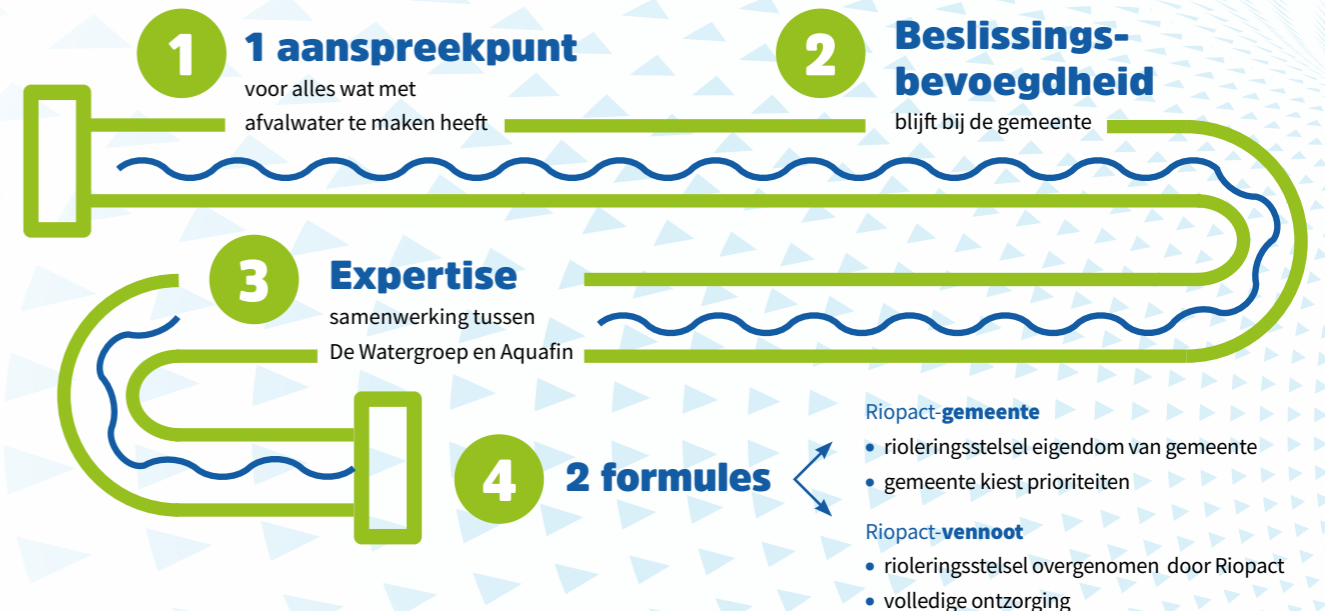 1
1 aanspreekpunt
voor alles wat met
afvalwater te maken heeft
2
Beslissings-
bevoegdheid
blijft bij de gemeente
3
Expertise
samenwerking tussen
De Watergroep en Aquafin
4
2 formules
Riopact-gemeente
• rioleringsstelsel eigendom van gemeente
• gemeente kiest prioriteiten
Riopact-vennoot
• rioleringsstelsel overgenomen door Riopact
• volledige ontzorging